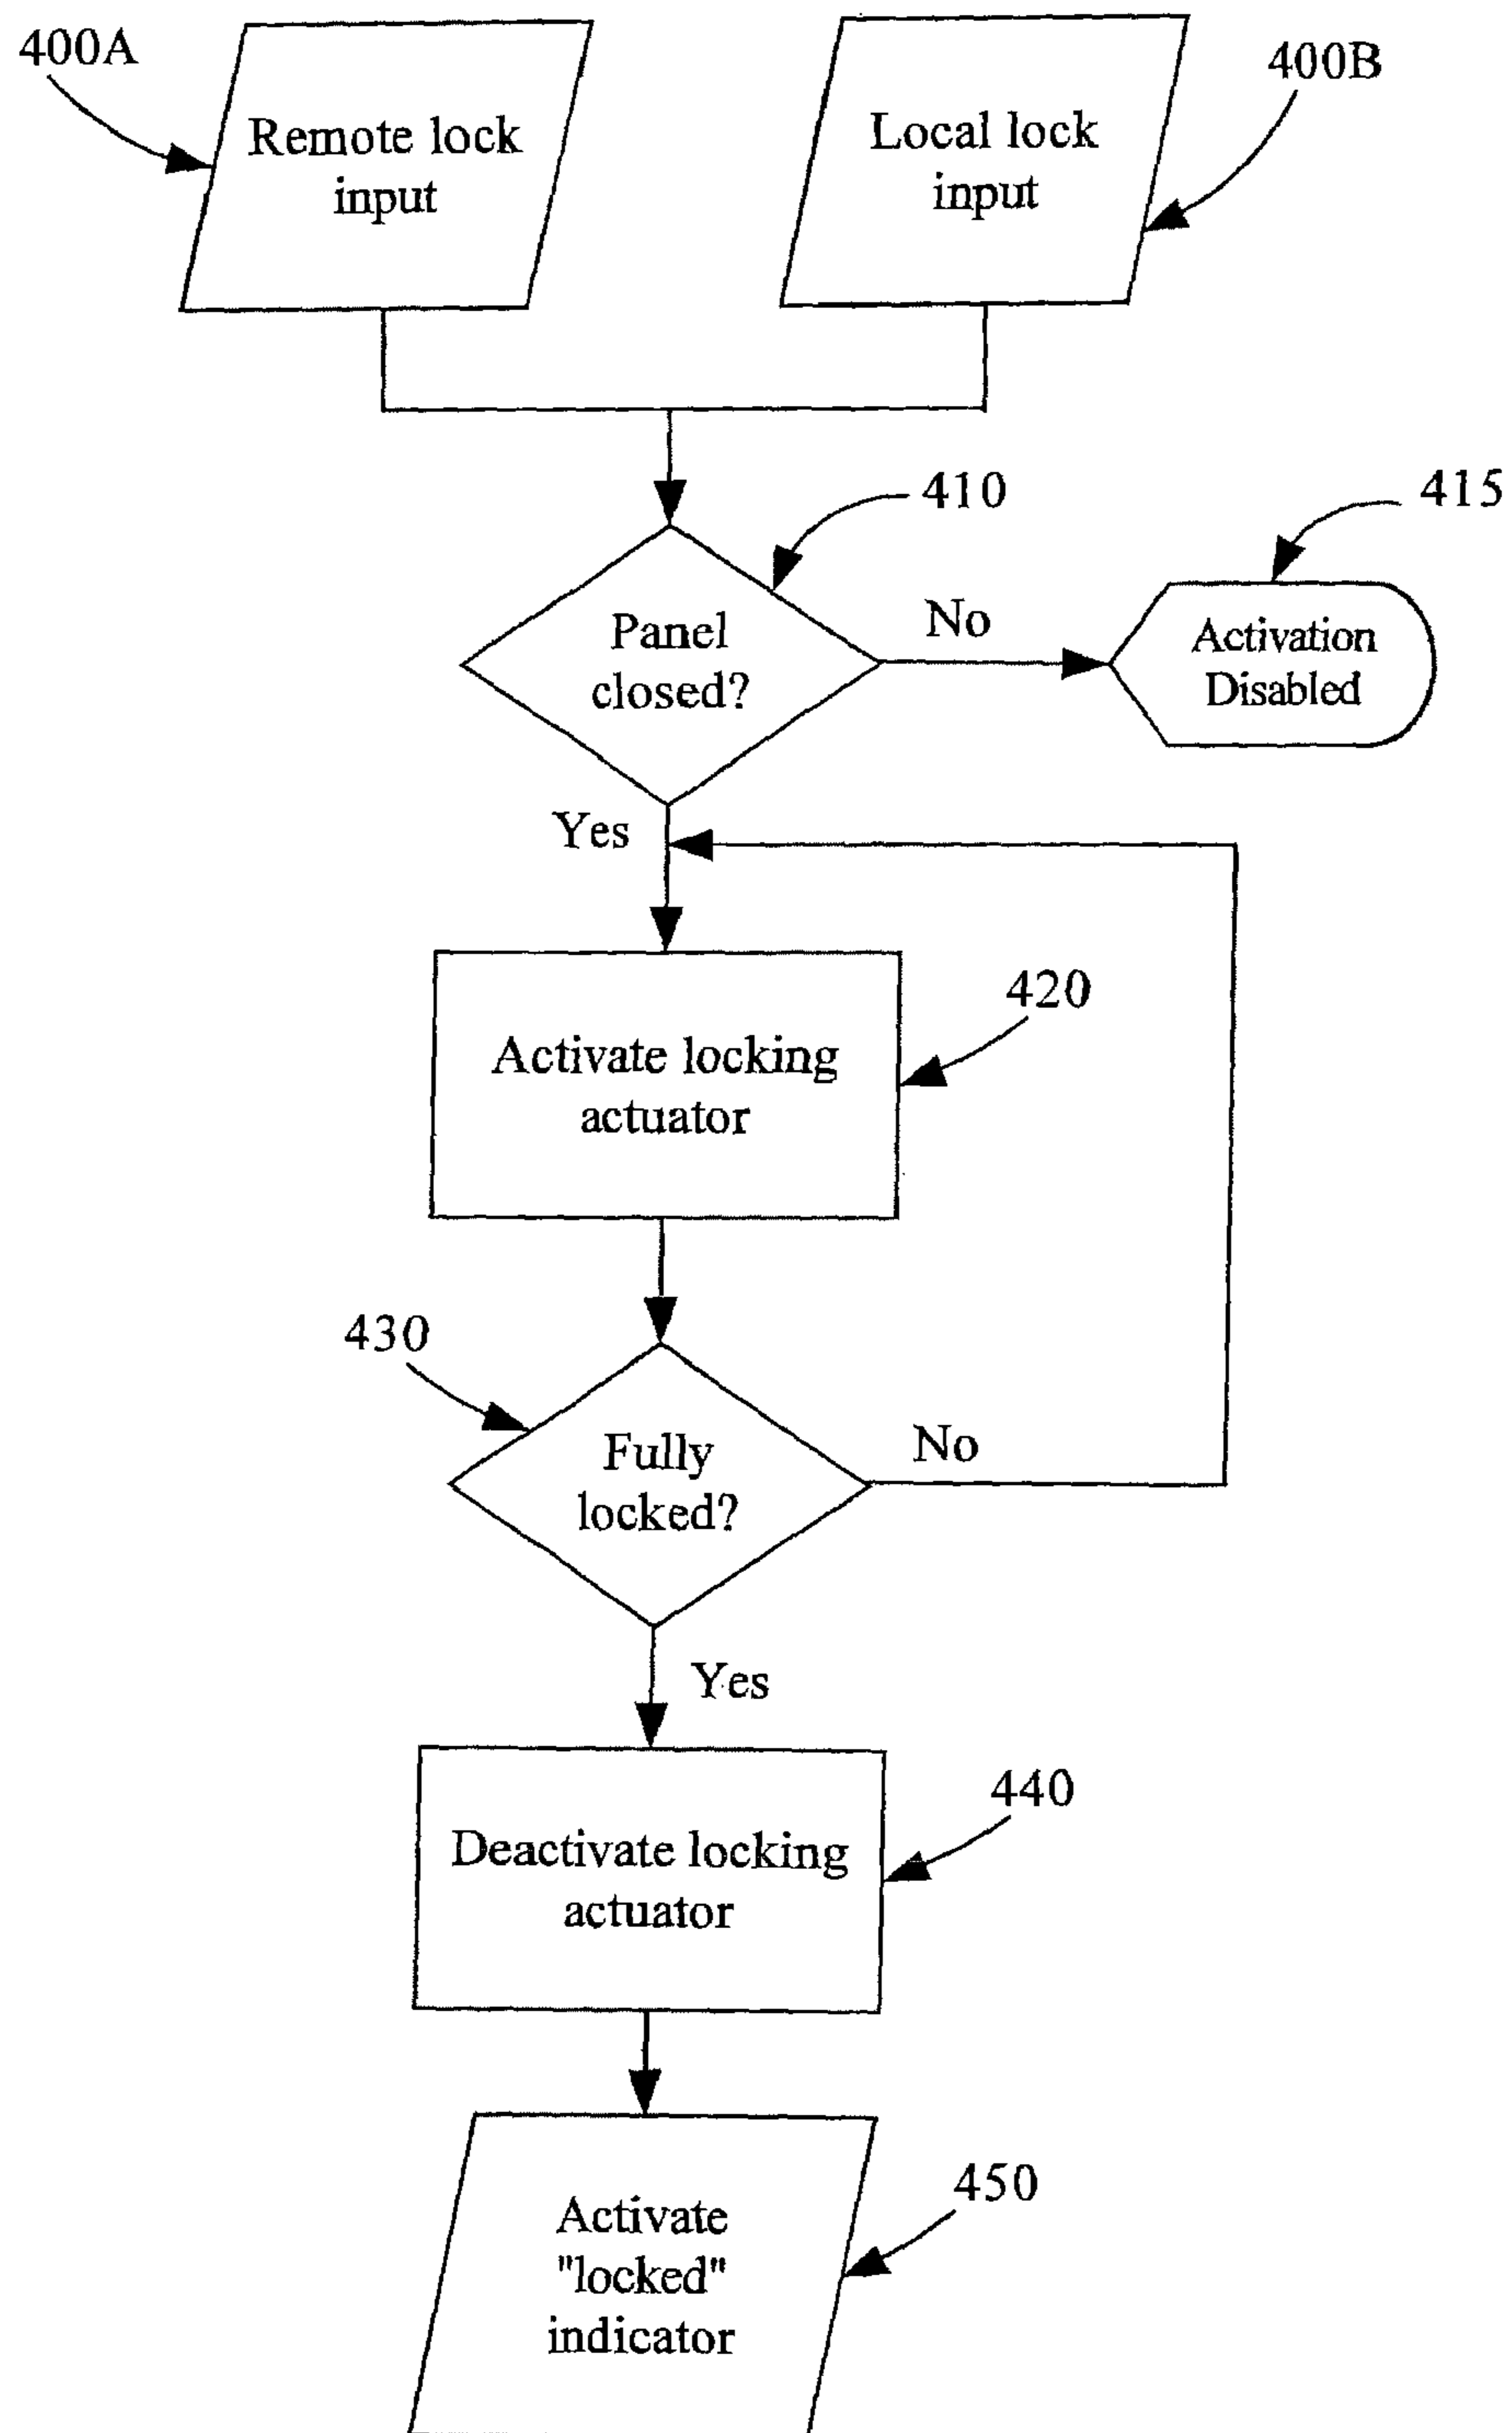 400A
Remote lock
input
Local lock
input
400B
410
415
Panel
closed?
No
Activation
Disabled
Yes
420
Activate locking
actuator
430
Fully
locked?
No
Yes
440
Deactivate locking
actuator
450
Activate
"locked"
indicator